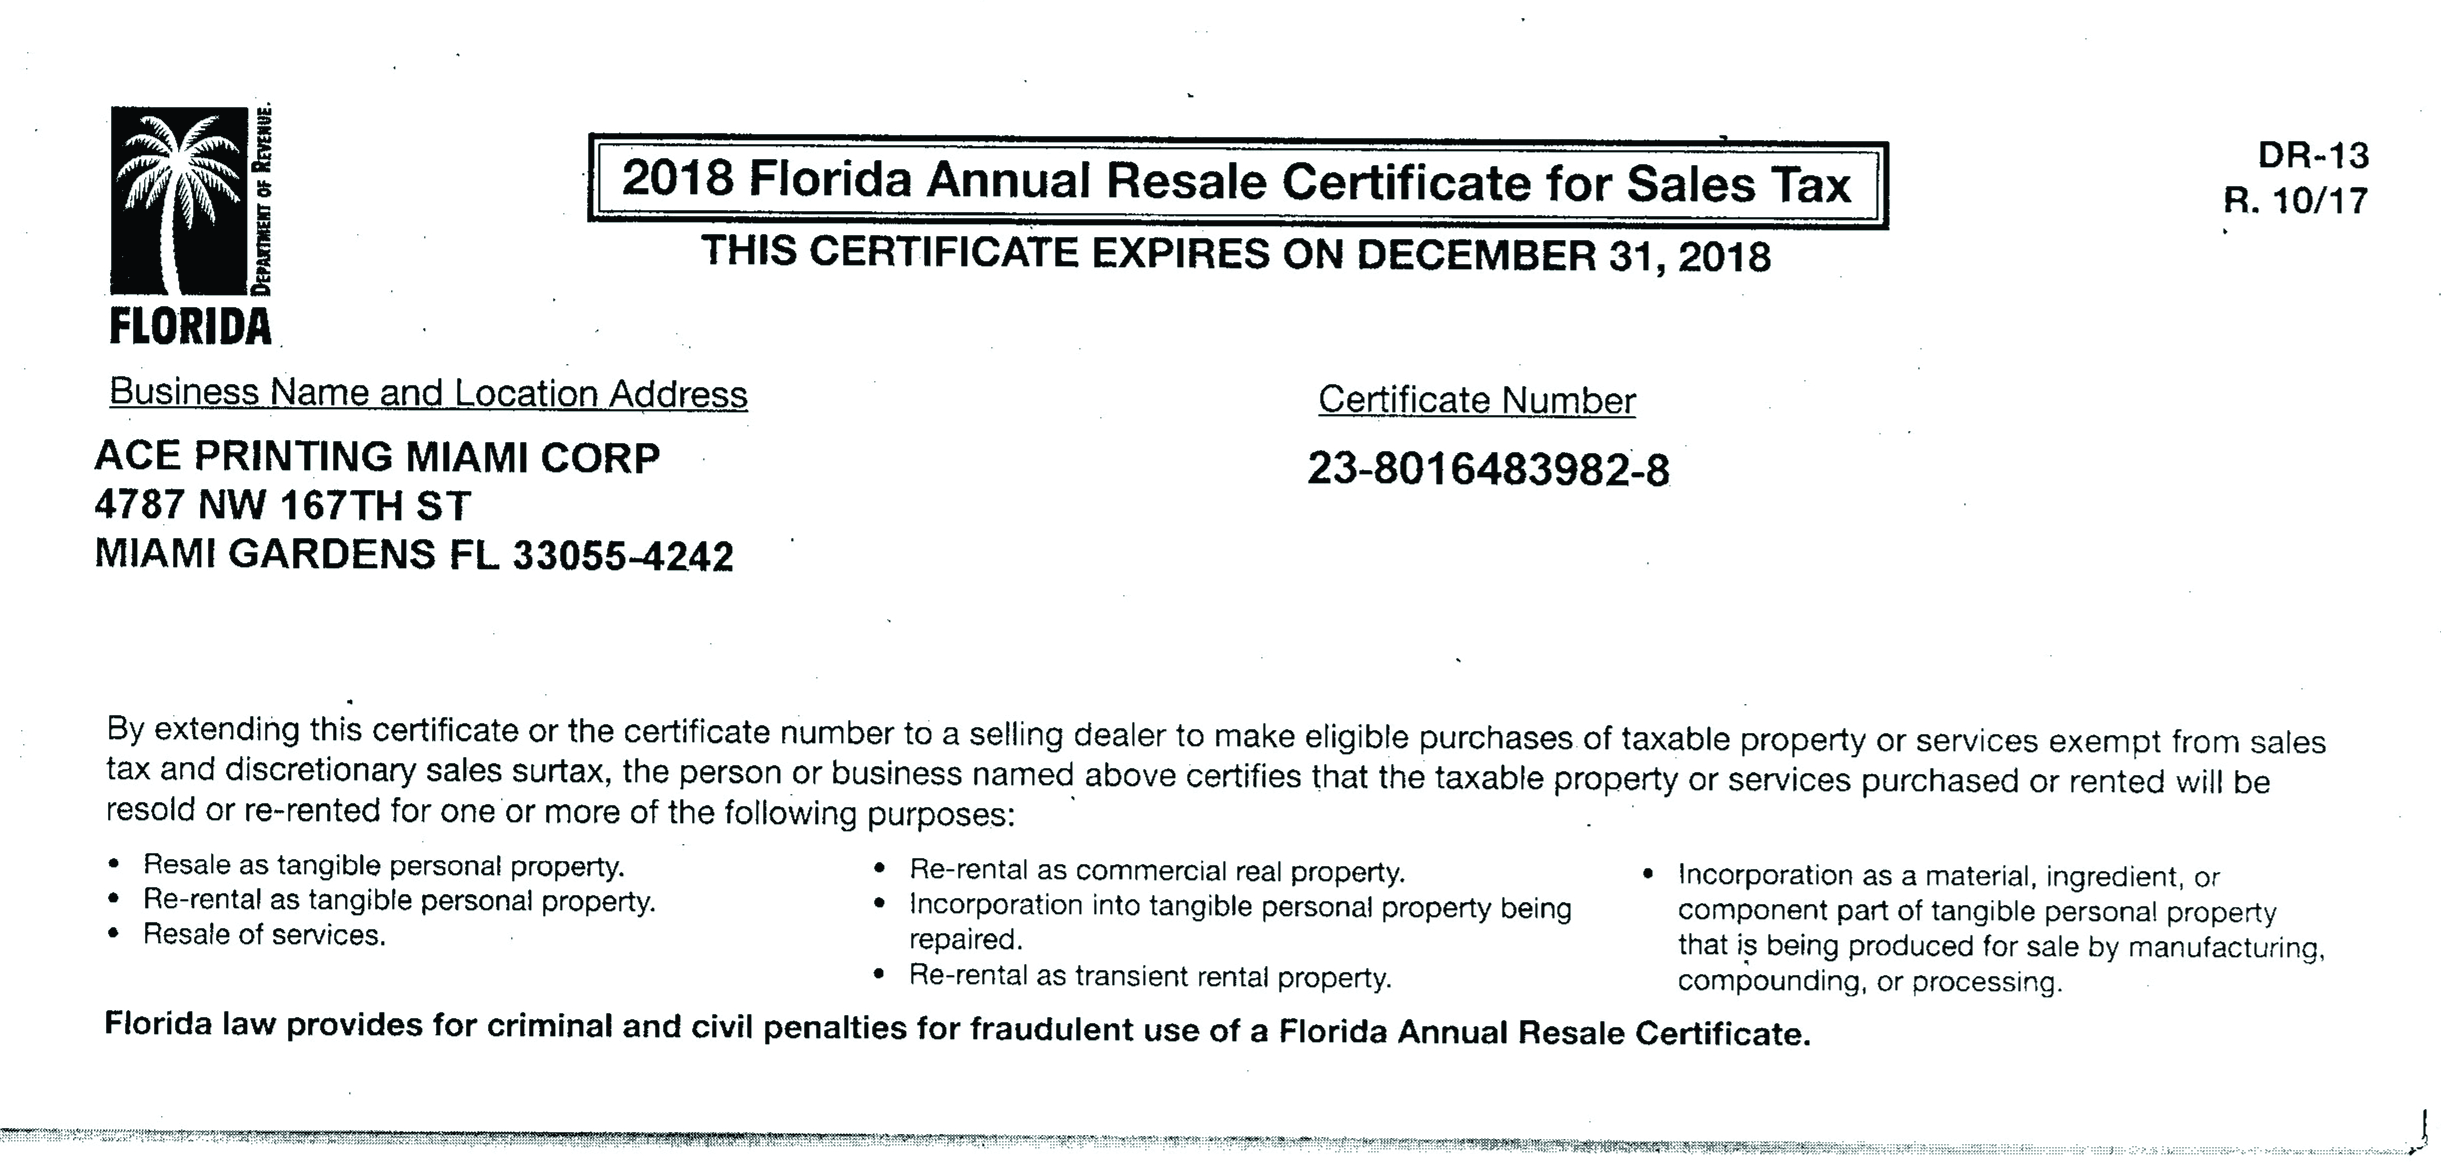 DEPARTMENT OF REVENUE.
FLORIDA
2018 Florida Annual Resale Certificate for Sales Tax
THIS CERTIFICATE EXPIRES ON DECEMBER 31, 2018
DR-13
R. 10/17
Business Name and Location Address
ACE PRINTING MIAMI CORP
4787 NW 167TH ST
MIAMI GARDENS FL 33055-4242
Certificate Number
23-8016483982-8
By extending this certificate or the certificate number to a selling dealer to make eligible purchases of taxable property or services exempt from sales
tax and discretionary sales surtax, the person or business named above certifies that the taxable property or services purchased or rented will be
resold or re-rented for one or more of the following purposes:
• Resale as tangible personal property.
• Re-rental as tangible personal property.
• Resale of services.
• Re-rental as commercial real property.
• Incorporation into tangible personal property being
repaired.
• Re-rental as transient rental property.
• Incorporation as a material, ingredient, or
component part of tangible personal property
that is being produced for sale by manufacturing,
compounding, or processing.
Florida law provides for criminal and civil penalties for fraudulent use of a Florida Annual Resale Certificate.